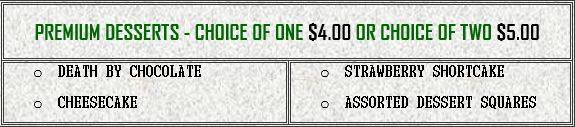 PREMIUM DESSERTS - CHOICE OF ONE $4.00 OR CHOICE OF TWO $5.00
DEATH BY CHOCOLATE
CHEESECAKE
STRAWBERRY SHORTCAKE
ASSORTED DESSERT SQUARES